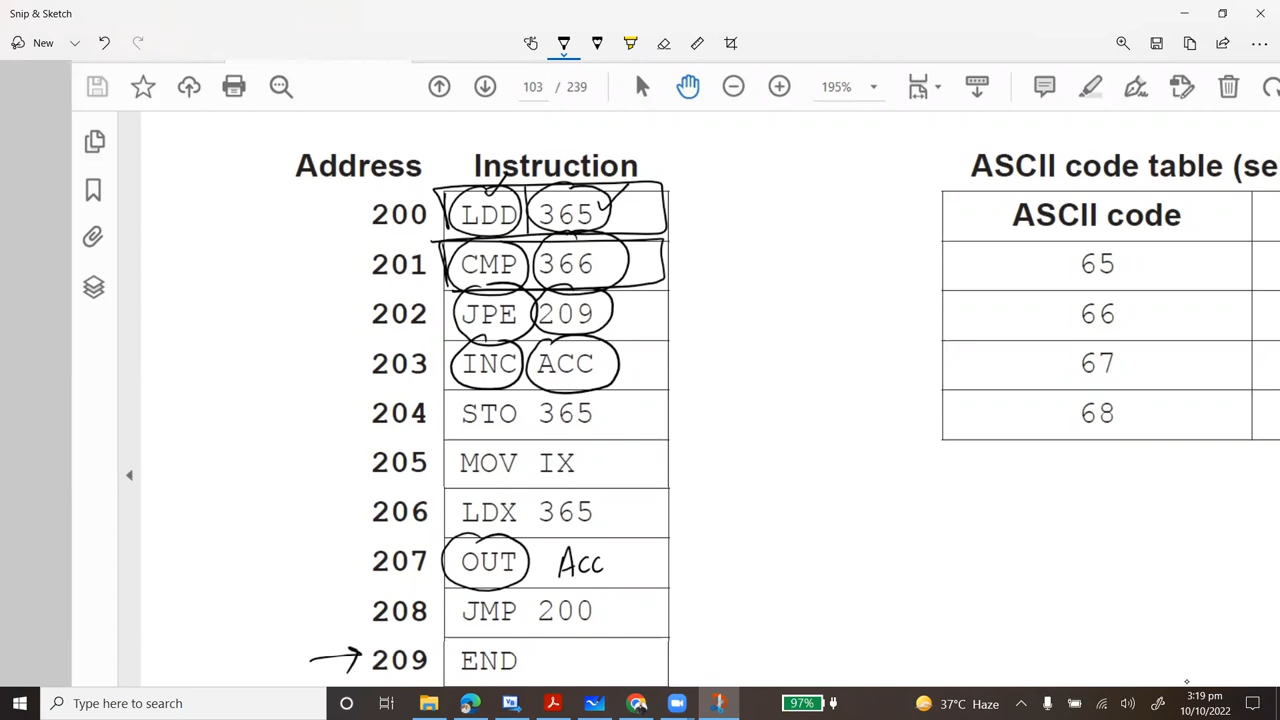 Snip & Sketch
New
103 / 239
195%
Address Instruction
ASCII code table (se
200 LDD 365
ASCII code
201 CMP 366
65
202 JPE 209
66
203 INC ACC
67
204 STO 365
68
205 MOV IX
206 LDX 365
207 OUT Acc
208 JMP 200
209 END
Type here to search
97%
37°C Haze
3:19 pm
10/10/2022